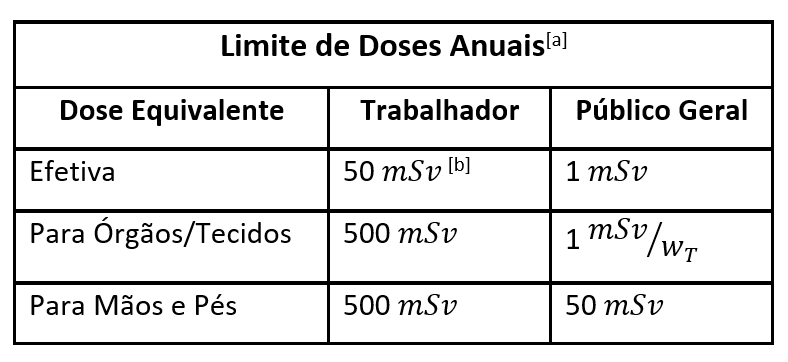 Limite de Doses Anuais[a]
Dose Equivalente Trabalhador Público Geral
Efetiva 50 mSv [b] 1 mSv
Para Órgãos/Tecidos 500 mSv 1 mSv/wT
Para Mãos e Pés 500 mSv 50 mSv